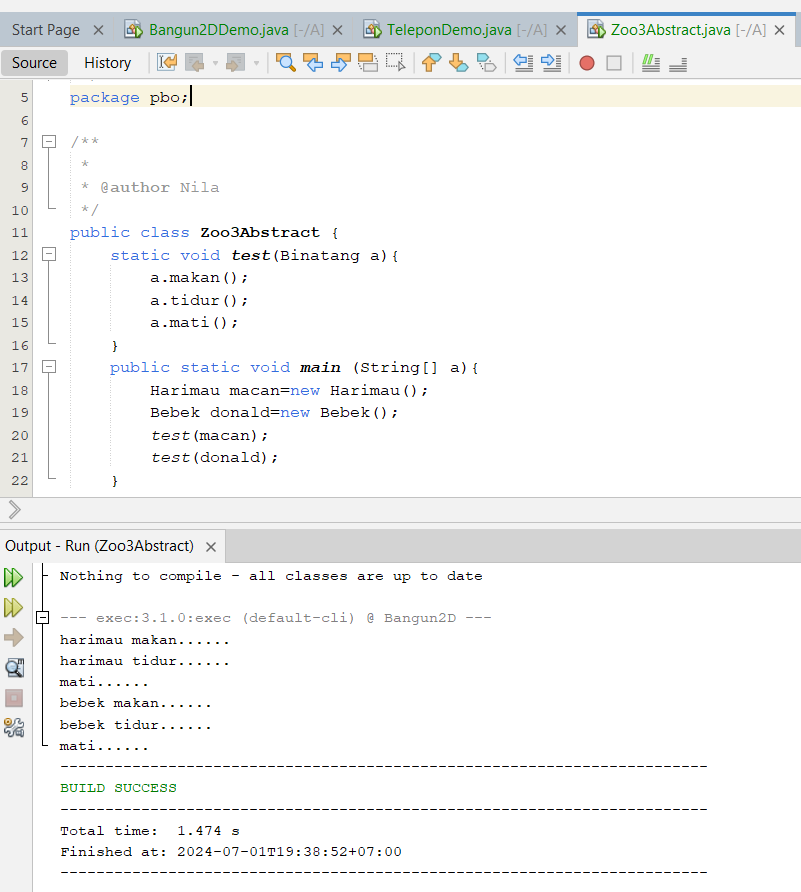 Start Page
Bangun2DDemo.java [-/A]
TeleponDemo.java [-/A]
Zoo3Abstract.java [-/A]
Source History
5 package pbo;
6
7 /**
8 *
9 * @author Nila
10 */
11 public class Zoo3Abstract {
12 static void test(Binatang a){
13 a.makan();
14 a.tidur();
15 a.mati();
16 }
17 public static void main (String[] a){
18 Harimau macan=new Harimau();
19 Bebek donald=new Bebek();
20 test(macan);
21 test(donald);
22 }
Output - Run (Zoo3Abstract)
Nothing to compile - all classes are up to date
--- exec:3.1.0:exec (default-cli) @ Bangun2D ---
harimau makan......
harimau tidur......
mati......
bebek makan......
bebek tidur......
mati......
------------------------------------------------------------------------
BUILD SUCCESS
------------------------------------------------------------------------
Total time:  1.474 s
Finished at: 2024-07-01T19:38:52+07:00
------------------------------------------------------------------------